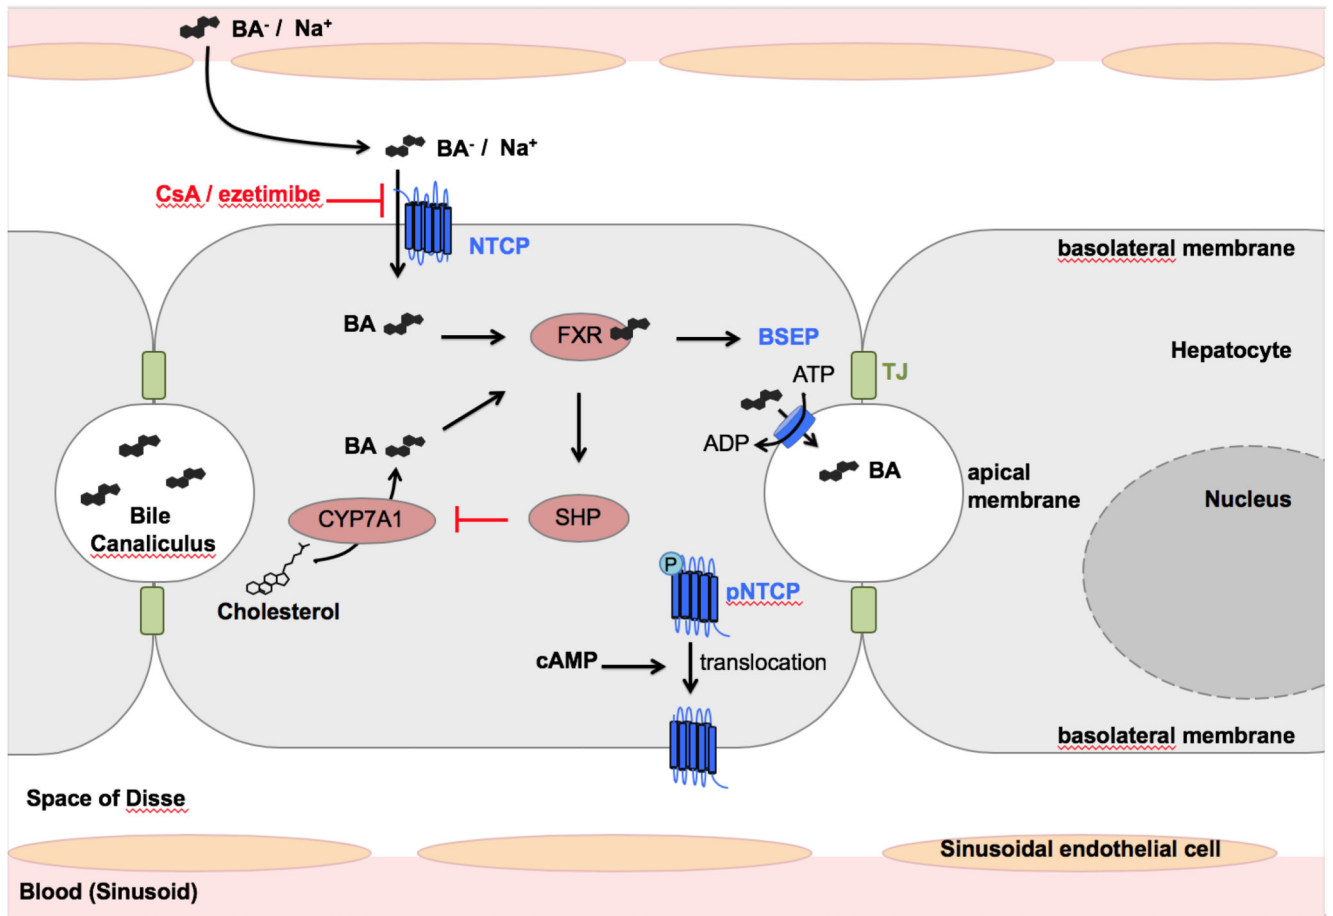 BA⁻ / Na⁺
BA⁻ / Na⁺
CsA / ezetimibe
NTCP
basolateral membrane
BA
FXR
BSEP
Hepatocyte
ATP
TJ
BA
ADP
BA
apical
membrane
Nucleus
Bile
Canaliculus
CYP7A1
SHP
P
pNTCP
Cholesterol
cAMP
translocation
basolateral membrane
Space of Disse
Sinusoidal endothelial cell
Blood (Sinusoid)